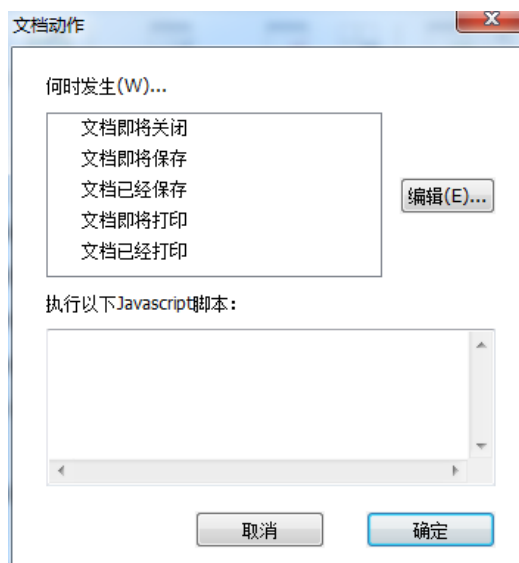 文档动作
何时发生(W)...
文档即将关闭
文档即将保存
文档已经保存
编辑(E)...
文档即将打印
文档已经打印
执行以下Javascript脚本：
取消
确定